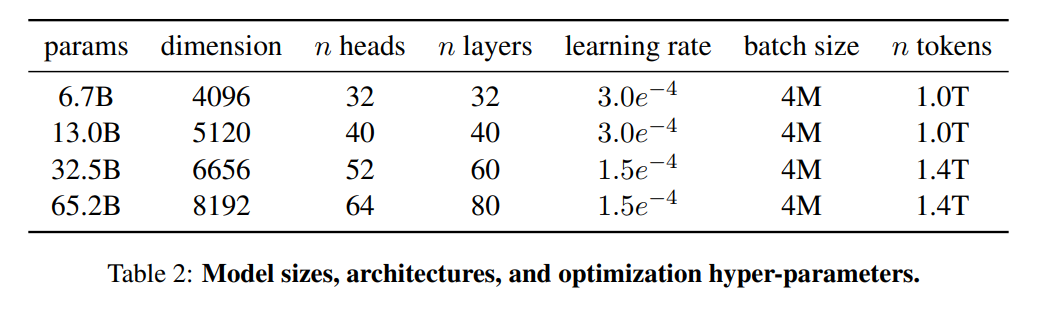 params dimension n heads n layers learning rate batch size n tokens
6.7B 4096 32 32 3.0e⁻⁴ 4M 1.0T
13.0B 5120 40 40 3.0e⁻⁴ 4M 1.0T
32.5B 6656 52 60 1.5e⁻⁴ 4M 1.4T
65.2B 8192 64 80 1.5e⁻⁴ 4M 1.4T
Table 2: Model sizes, architectures, and optimization hyper-parameters.